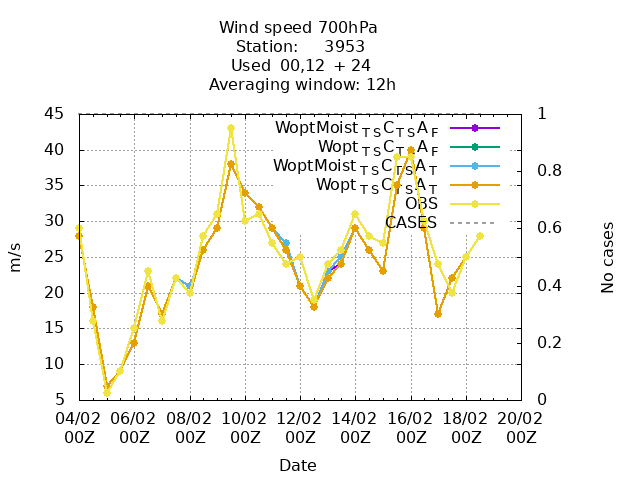 Wind speed 700hPa
Station: 3953
Used 00,12 + 24
Averaging window: 12h
45 1
WoptMoist TS C TS A F
40 Wopt TS C TS A F
0.8
WoptMoist TS C TS A T
35 Wopt TS C TS A T
OBS
30 CASES 0.6
m/s
No cases
25
0.4
20
15
0.2
10
5 0
04/02 06/02 08/02 10/02 12/02 14/02 16/02 18/02 20/02
00Z 00Z 00Z 00Z 00Z 00Z 00Z 00Z 00Z
Date